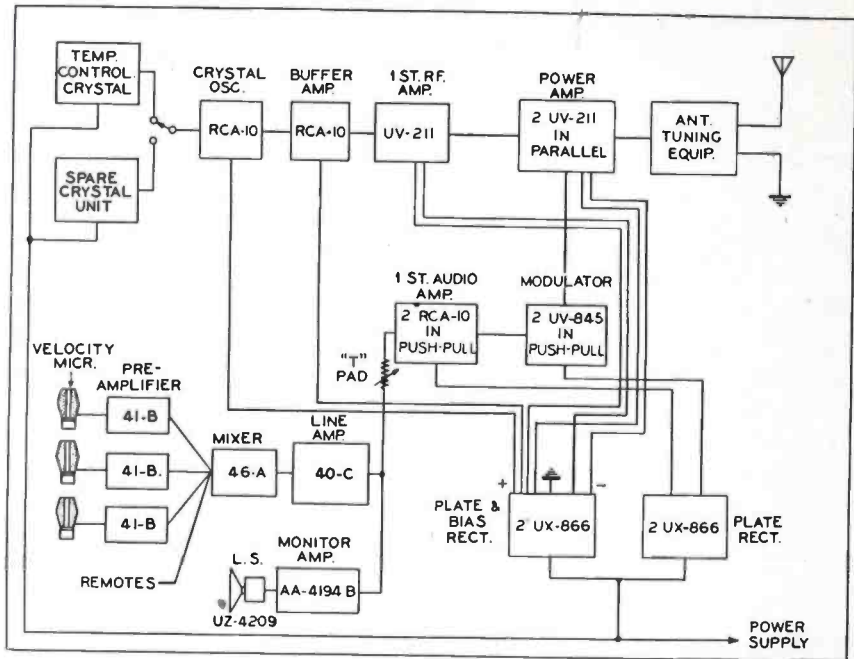 TEMP.
CONTROL.
CRYSTAL
SPARE
CRYSTAL
UNIT
CRYSTAL
OSC.
RCA-10
BUFFER
AMP.
RCA-10
1 ST. RF.
AMP.
UV-211
POWER
AMP.
2 UV-211
IN
PARALLEL
ANT.
TUNING
EQUIP.
1 ST. AUDIO
AMP.
2 RCA-10
IN
PUSH-PULL
MODULATOR
2 UV-845
IN
PUSH-PULL
"T"
PAD
VELOCITY
MICR.
PRE-
AMPLIFIER
41-B
41-B.
41-B
MIXER
46-A
LINE
AMP.
40-C
REMOTES
L.S.
UZ-4209
MONITOR
AMP.
AA-4194 B
+
-
PLATE &
BIAS
RECT.
2 UX-866
2 UX-866
PLATE
RECT.
POWER
SUPPLY